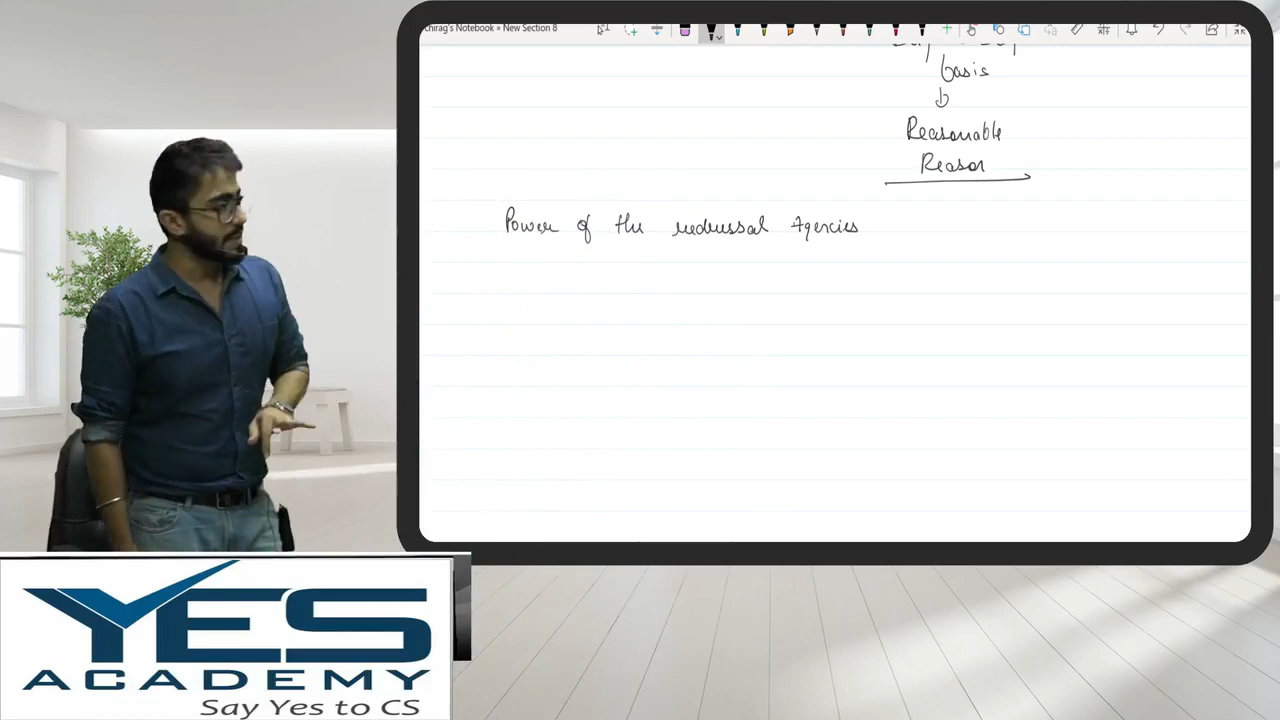 chirag's Notebook » New Section 8
basis
Reasonable
Reason
Power of the redressal Agencies
YES
ACADEMY
Say Yes to CS